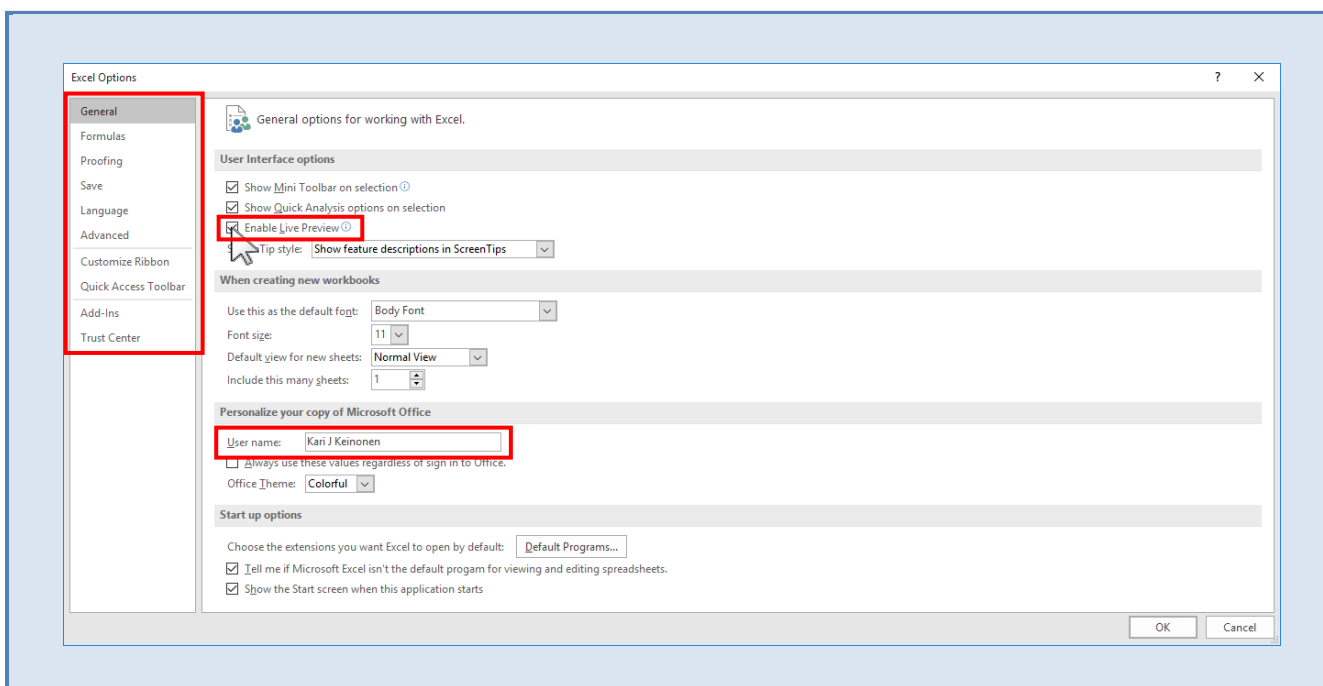 Excel Options
?
General
Formulas
Proofing
Save
Language
Advanced
Customize Ribbon
Quick Access Toolbar
Add-Ins
Trust Center
General options for working with Excel.
User Interface options
Show Mini Toolbar on selection
Show Quick Analysis options on selection
Enable Live Preview
Tip style: Show feature descriptions in ScreenTips
When creating new workbooks
Use this as the default font: Body Font
Font size: 11
Default view for new sheets: Normal View
Include this many sheets: 1
Personalize your copy of Microsoft Office
User name: Kari J Keinonen
Always use these values regardless of sign in to Office.
Office Theme: Colorful
Start up options
Choose the extensions you want Excel to open by default: Default Programs...
Tell me if Microsoft Excel isn't the default progam for viewing and editing spreadsheets.
Show the Start screen when this application starts
OK Cancel